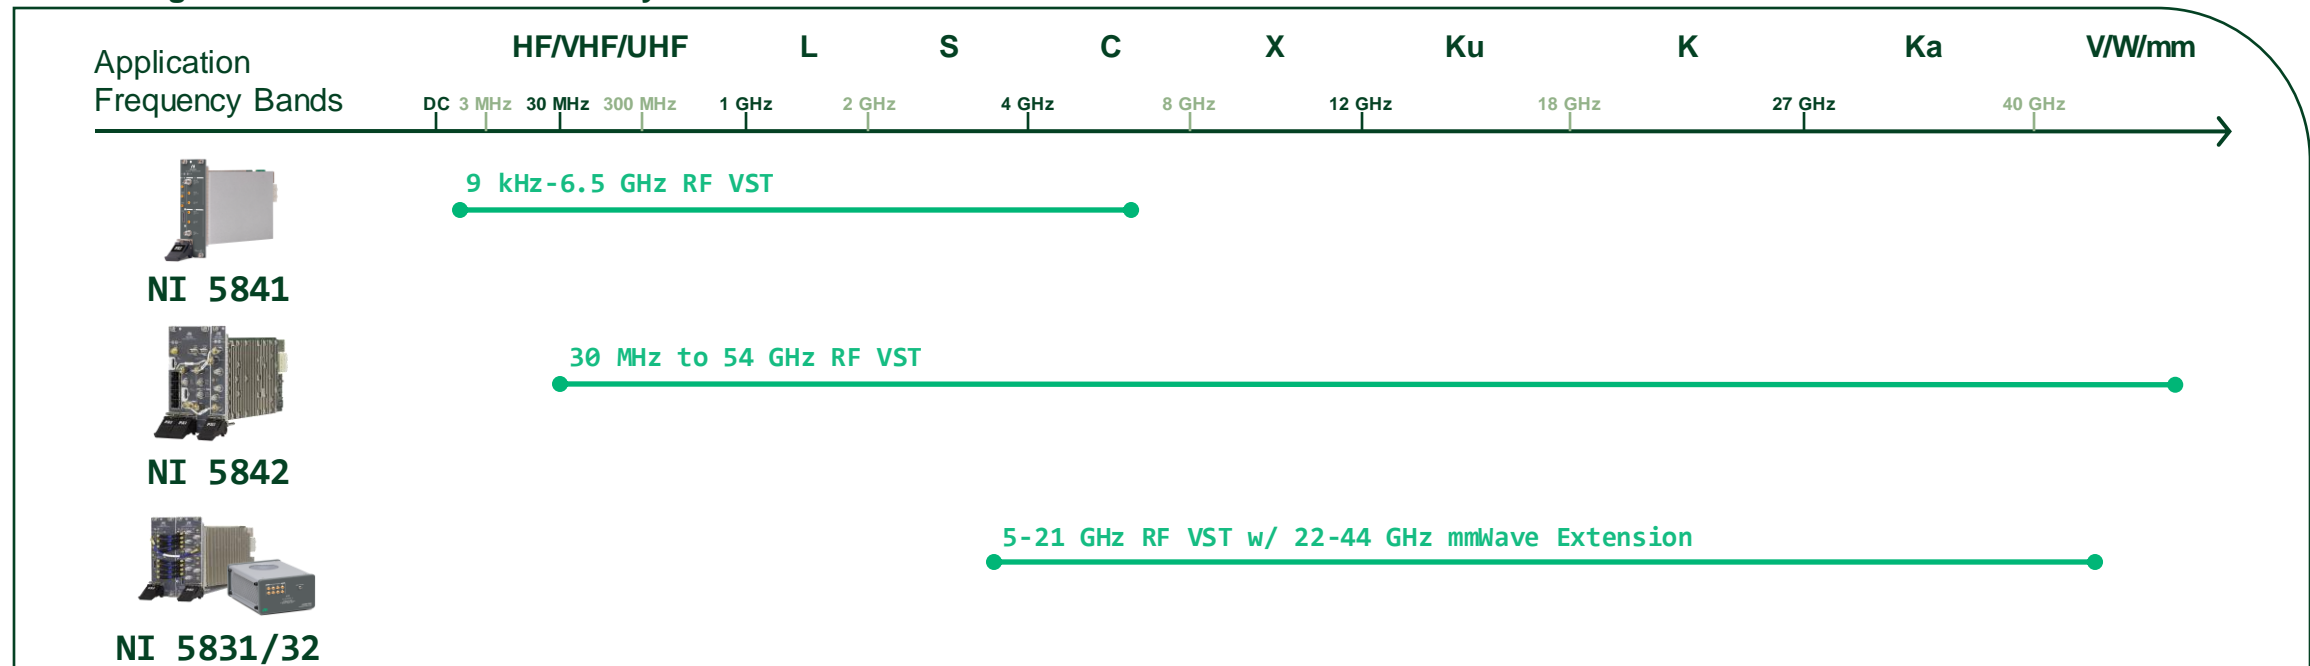 HF/VHF/UHF L S C X Ku K Ka V/W/mm
Application
Frequency Bands
DC 3 MHz 30 MHz 300 MHz 1 GHz 2 GHz 4 GHz 8 GHz 12 GHz 18 GHz 27 GHz 40 GHz
9 kHz-6.5 GHz RF VST
NI 5841
30 MHz to 54 GHz RF VST
NI 5842
5-21 GHz RF VST w/ 22-44 GHz mmWave Extension
NI 5831/32